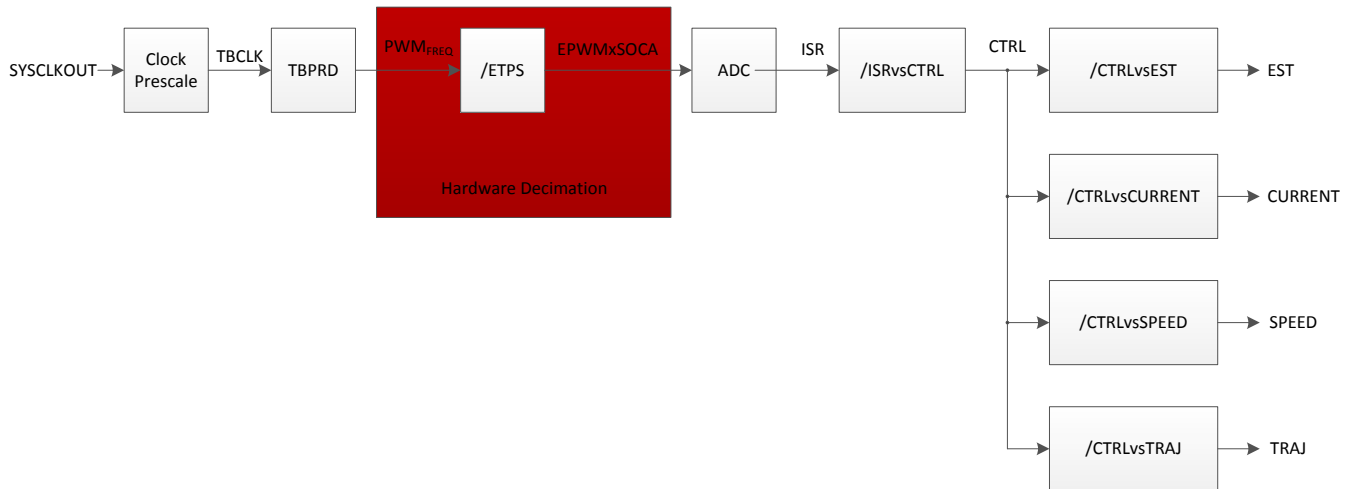 SYSCLKOUT
Clock
Prescale
TBCLK
TBPRD
PWMFREQ
/ETPS
EPWMxSOCA
Hardware Decimation
ADC
ISR
/ISRvsCTRL
CTRL
/CTRLvsEST
EST
/CTRLvsCURRENT
CURRENT
/CTRLvsSPEED
SPEED
/CTRLvsTRAJ
TRAJ